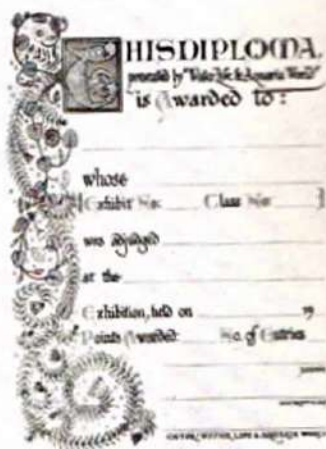 THIS DIPLOMA
presented by "Water Life & Aquaria World"
is Awarded to:
whose
Exhibit No. Class No.
was adjudged
at the
Exhibition, held on 19
Points Awarded No. of Entries